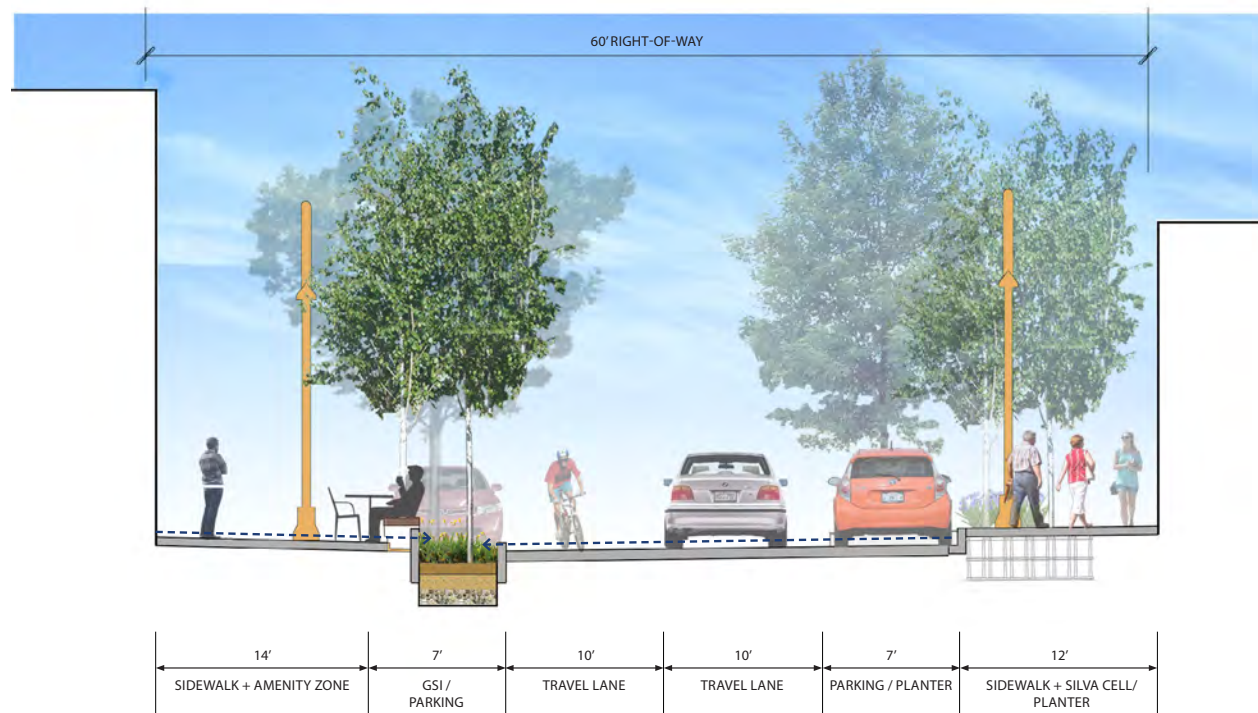 60' RIGHT-OF-WAY
14' 7' 10' 10' 7' 12'
SIDEWALK + AMENITY ZONE GSI / TRAVEL LANE TRAVEL LANE PARKING / PLANTER SIDEWALK + SILVA CELL/
PARKING PLANTER